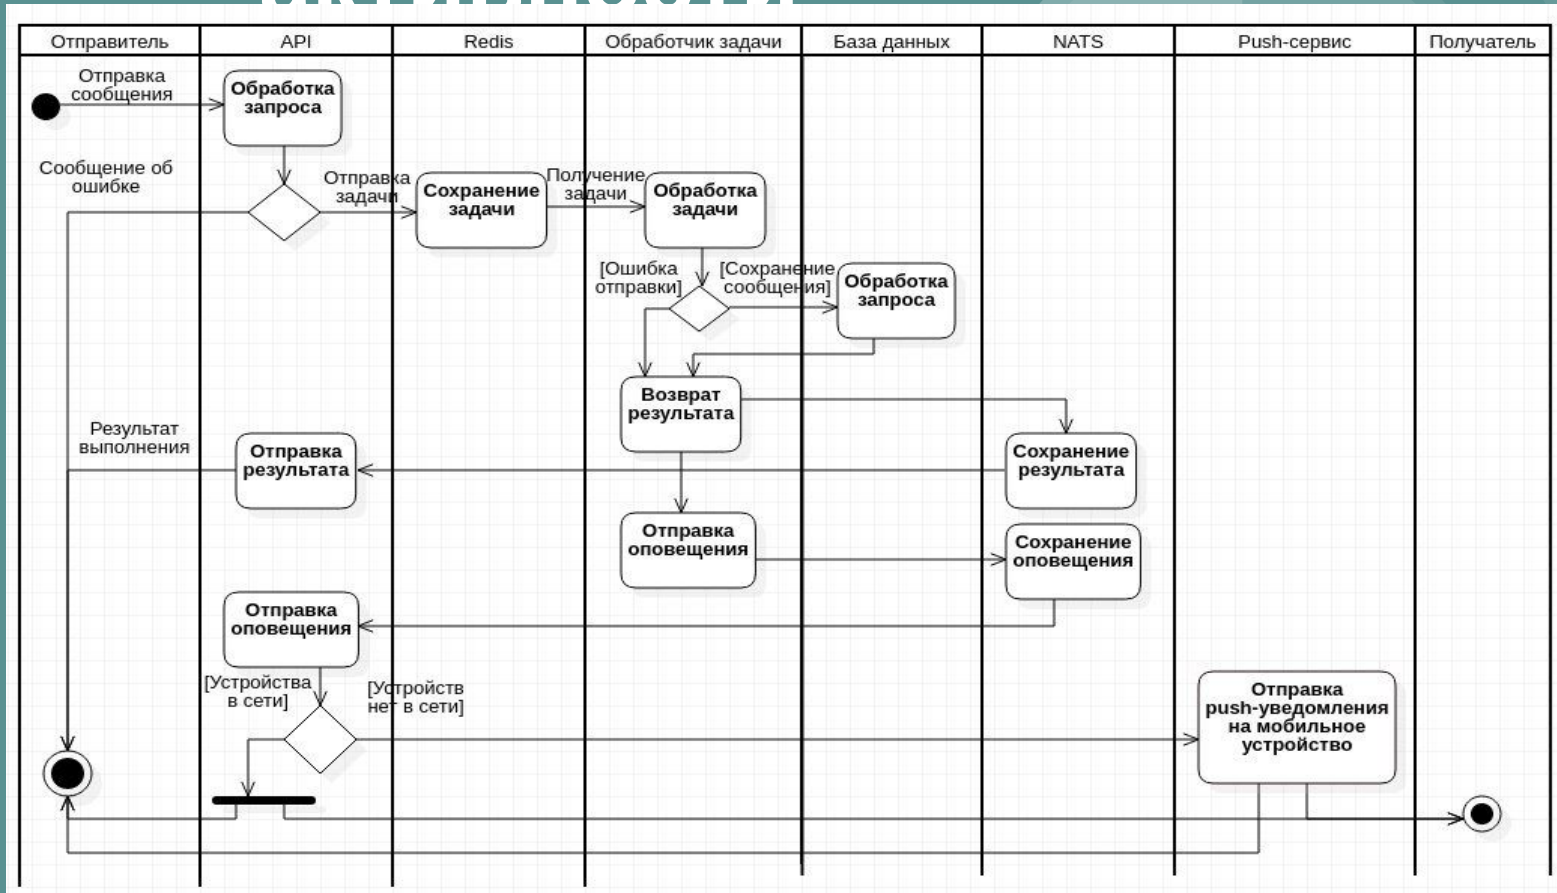 Отправитель
API
Redis
Обработчик задачи
База данных
NATS
Push-сервис
Получатель
Отправка
сообщения
Обработка
запроса
Сообщение об
ошибке
Отправка
задачи
Сохранение
задачи
Получение
задачи
Обработка
задачи
[Ошибка
отправки]
[Сохранение
сообщения]
Обработка
запроса
Возврат
результата
Результат
выполнения
Отправка
результата
Сохранение
результата
Отправка
оповещения
Сохранение
оповещения
Отправка
оповещения
[Устройства
в сети]
[Устройств
нет в сети]
Отправка
push-уведомления
на мобильное
устройство